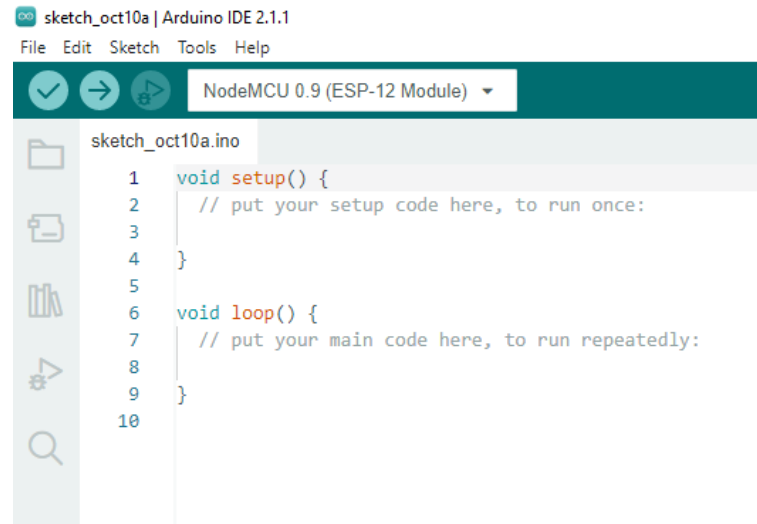 sketch_oct10a | Arduino IDE 2.1.1
File Edit Sketch Tools Help
NodeMCU 0.9 (ESP-12 Module)
sketch_oct10a.ino
1 void setup() {
2 // put your setup code here, to run once:
3
4 }
5
6 void loop() {
7 // put your main code here, to run repeatedly:
8
9 }
10